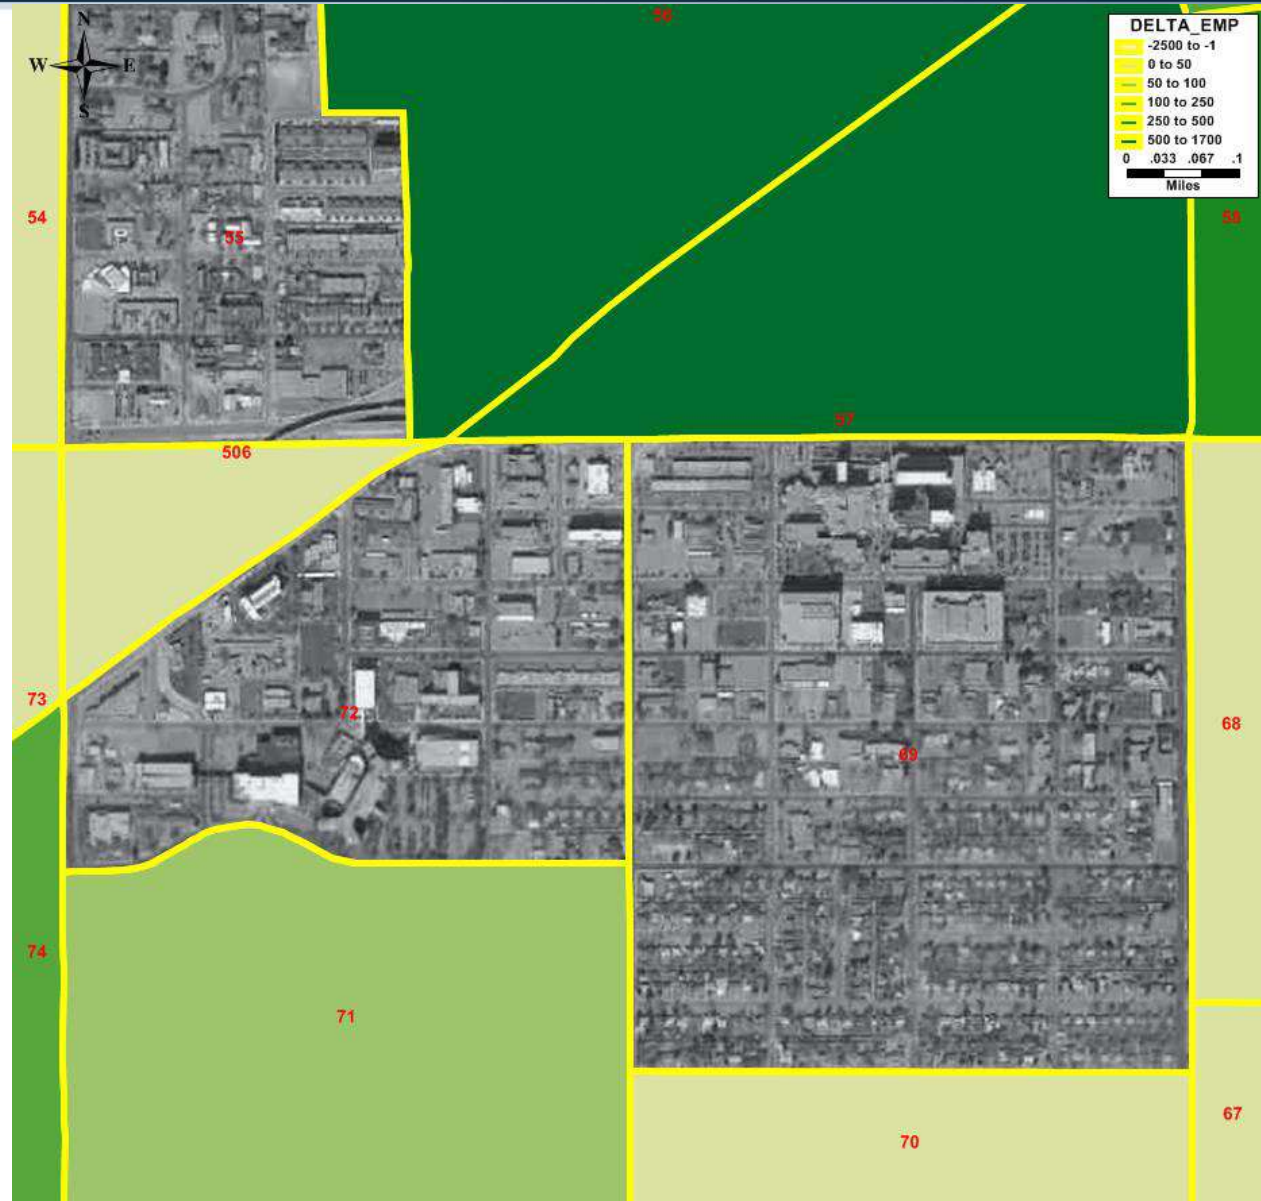 56
N
W E
S
DELTA_EMP
-2500 to -1
0 to 50
50 to 100
100 to 250
250 to 500
500 to 1700
0 .033 .067 .1
Miles
54
55
58
57
506
73
72
69
68
74
71
70
67